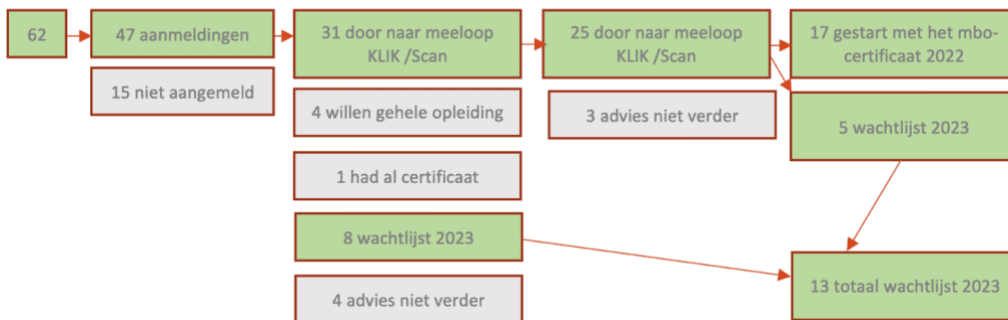 62
47 aanmeldingen
15 niet aangemeld
31 door naar meeloop
KLIK /Scan
4 willen gehele opleiding
1 had al certificaat
8 wachtlijst 2023
4 advies niet verder
25 door naar meeloop
KLIK /Scan
3 advies niet verder
17 gestart met het mbo-
certificaat 2022
5 wachtlijst 2023
13 totaal wachtlijst 2023